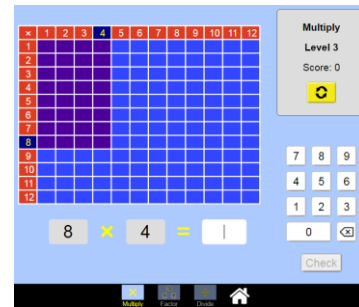 × 1 2 3 4 5 6 7 8 9 10 11 12
1
2
3
4
5
6
7
8
9
10
11
12
8 × 4 =
Multiply
Level 3
Score: 0
7 8 9
4 5 6
1 2 3
0
Check
Multiply Factor Divide